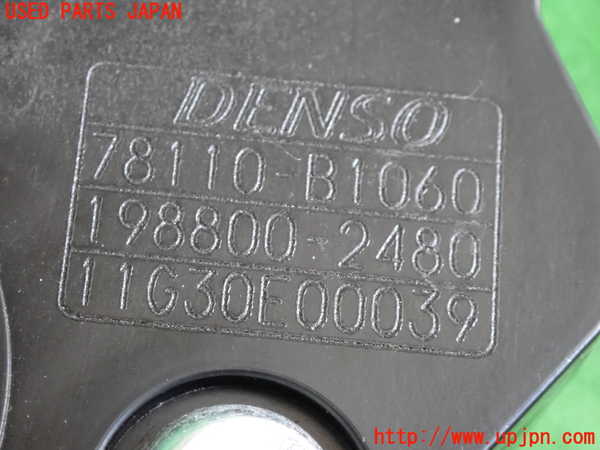 USED PARTS JAPAN
DENSO
78110-B1060
198800-2480
11G30E00039
http://www.upjpn.com/